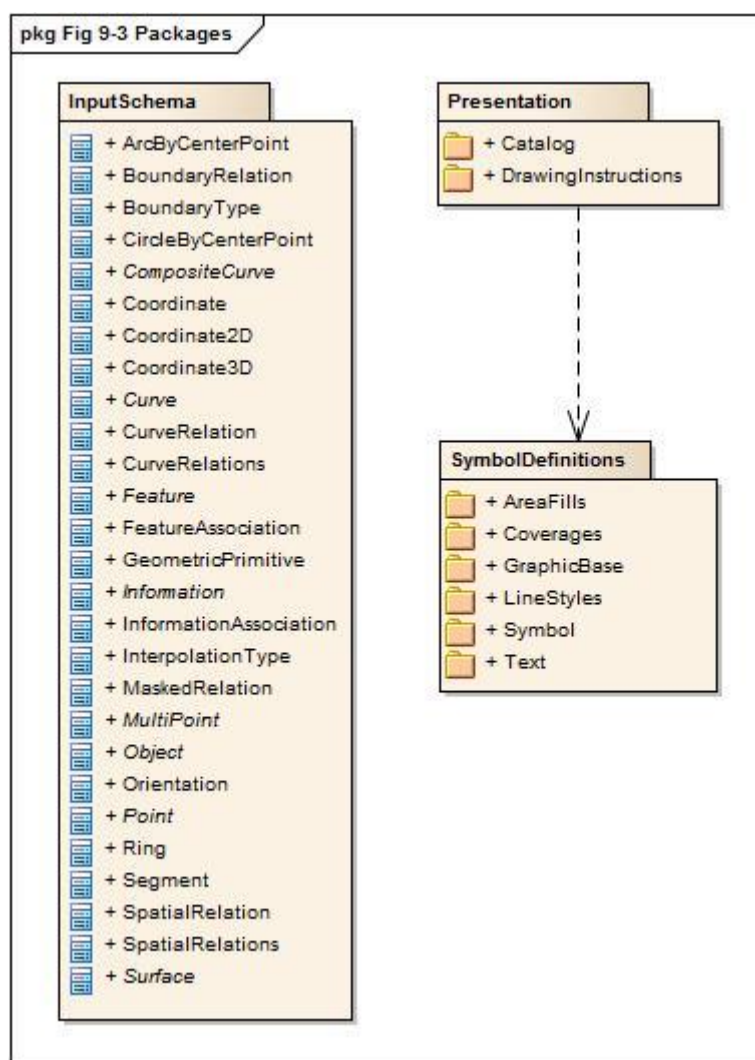 pkg Fig 9-3 Packages
InputSchema
+ ArcByCenterPoint
+ BoundaryRelation
+ BoundaryType
+ CircleByCenterPoint
+ CompositeCurve
+ Coordinate
+ Coordinate2D
+ Coordinate3D
+ Curve
+ CurveRelation
+ CurveRelations
+ Feature
+ FeatureAssociation
+ GeometricPrimitive
+ Information
+ InformationAssociation
+ InterpolationType
+ MaskedRelation
+ MultiPoint
+ Object
+ Orientation
+ Point
+ Ring
+ Segment
+ SpatialRelation
+ SpatialRelations
+ Surface
Presentation
+ Catalog
+ DrawingInstructions
SymbolDefinitions
+ AreaFills
+ Coverages
+ GraphicBase
+ LineStyles
+ Symbol
+ Text